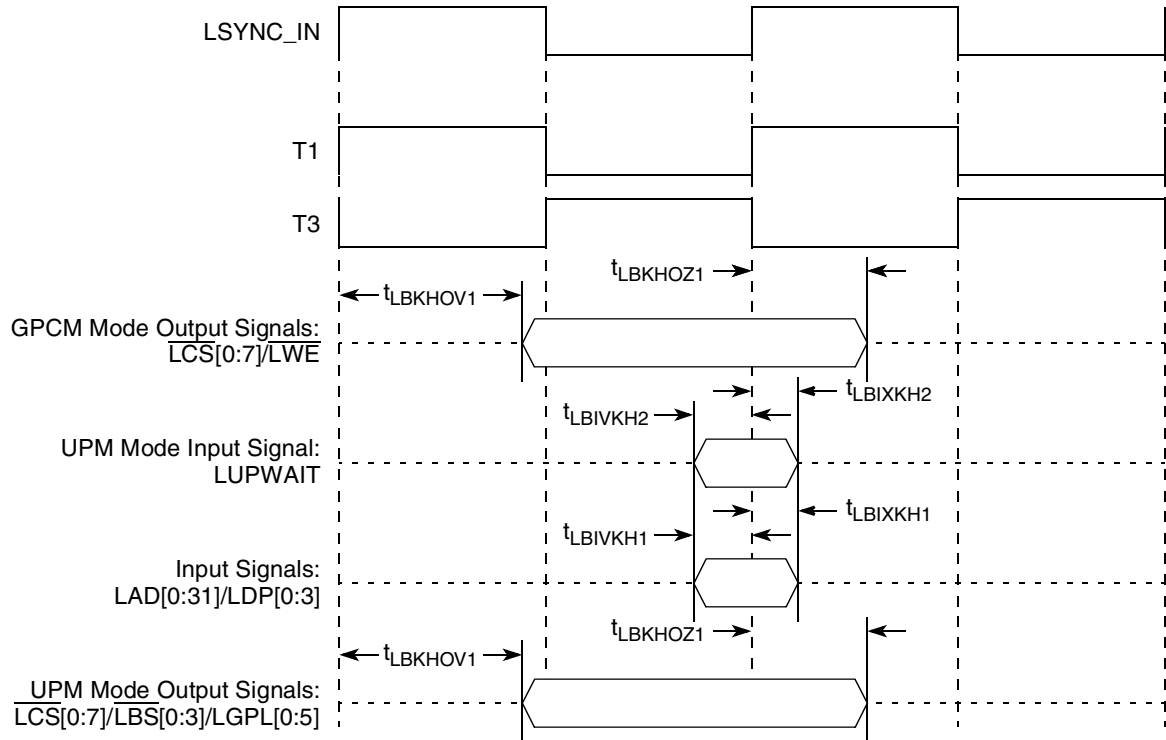 LSYNC_IN
T1
T3
tLBKHOZ1
tLBKHOV1
GPCM Mode Output Signals:
LCS[0:7]/LWE
tLBIXKH2
tLBIVKH2
UPM Mode Input Signal:
LUPWAIT
tLBIXKH1
tLBIVKH1
Input Signals:
LAD[0:31]/LDP[0:3]
tLBKHOZ1
tLBKHOV1
UPM Mode Output Signals:
LCS[0:7]/LBS[0:3]/LGPL[0:5]